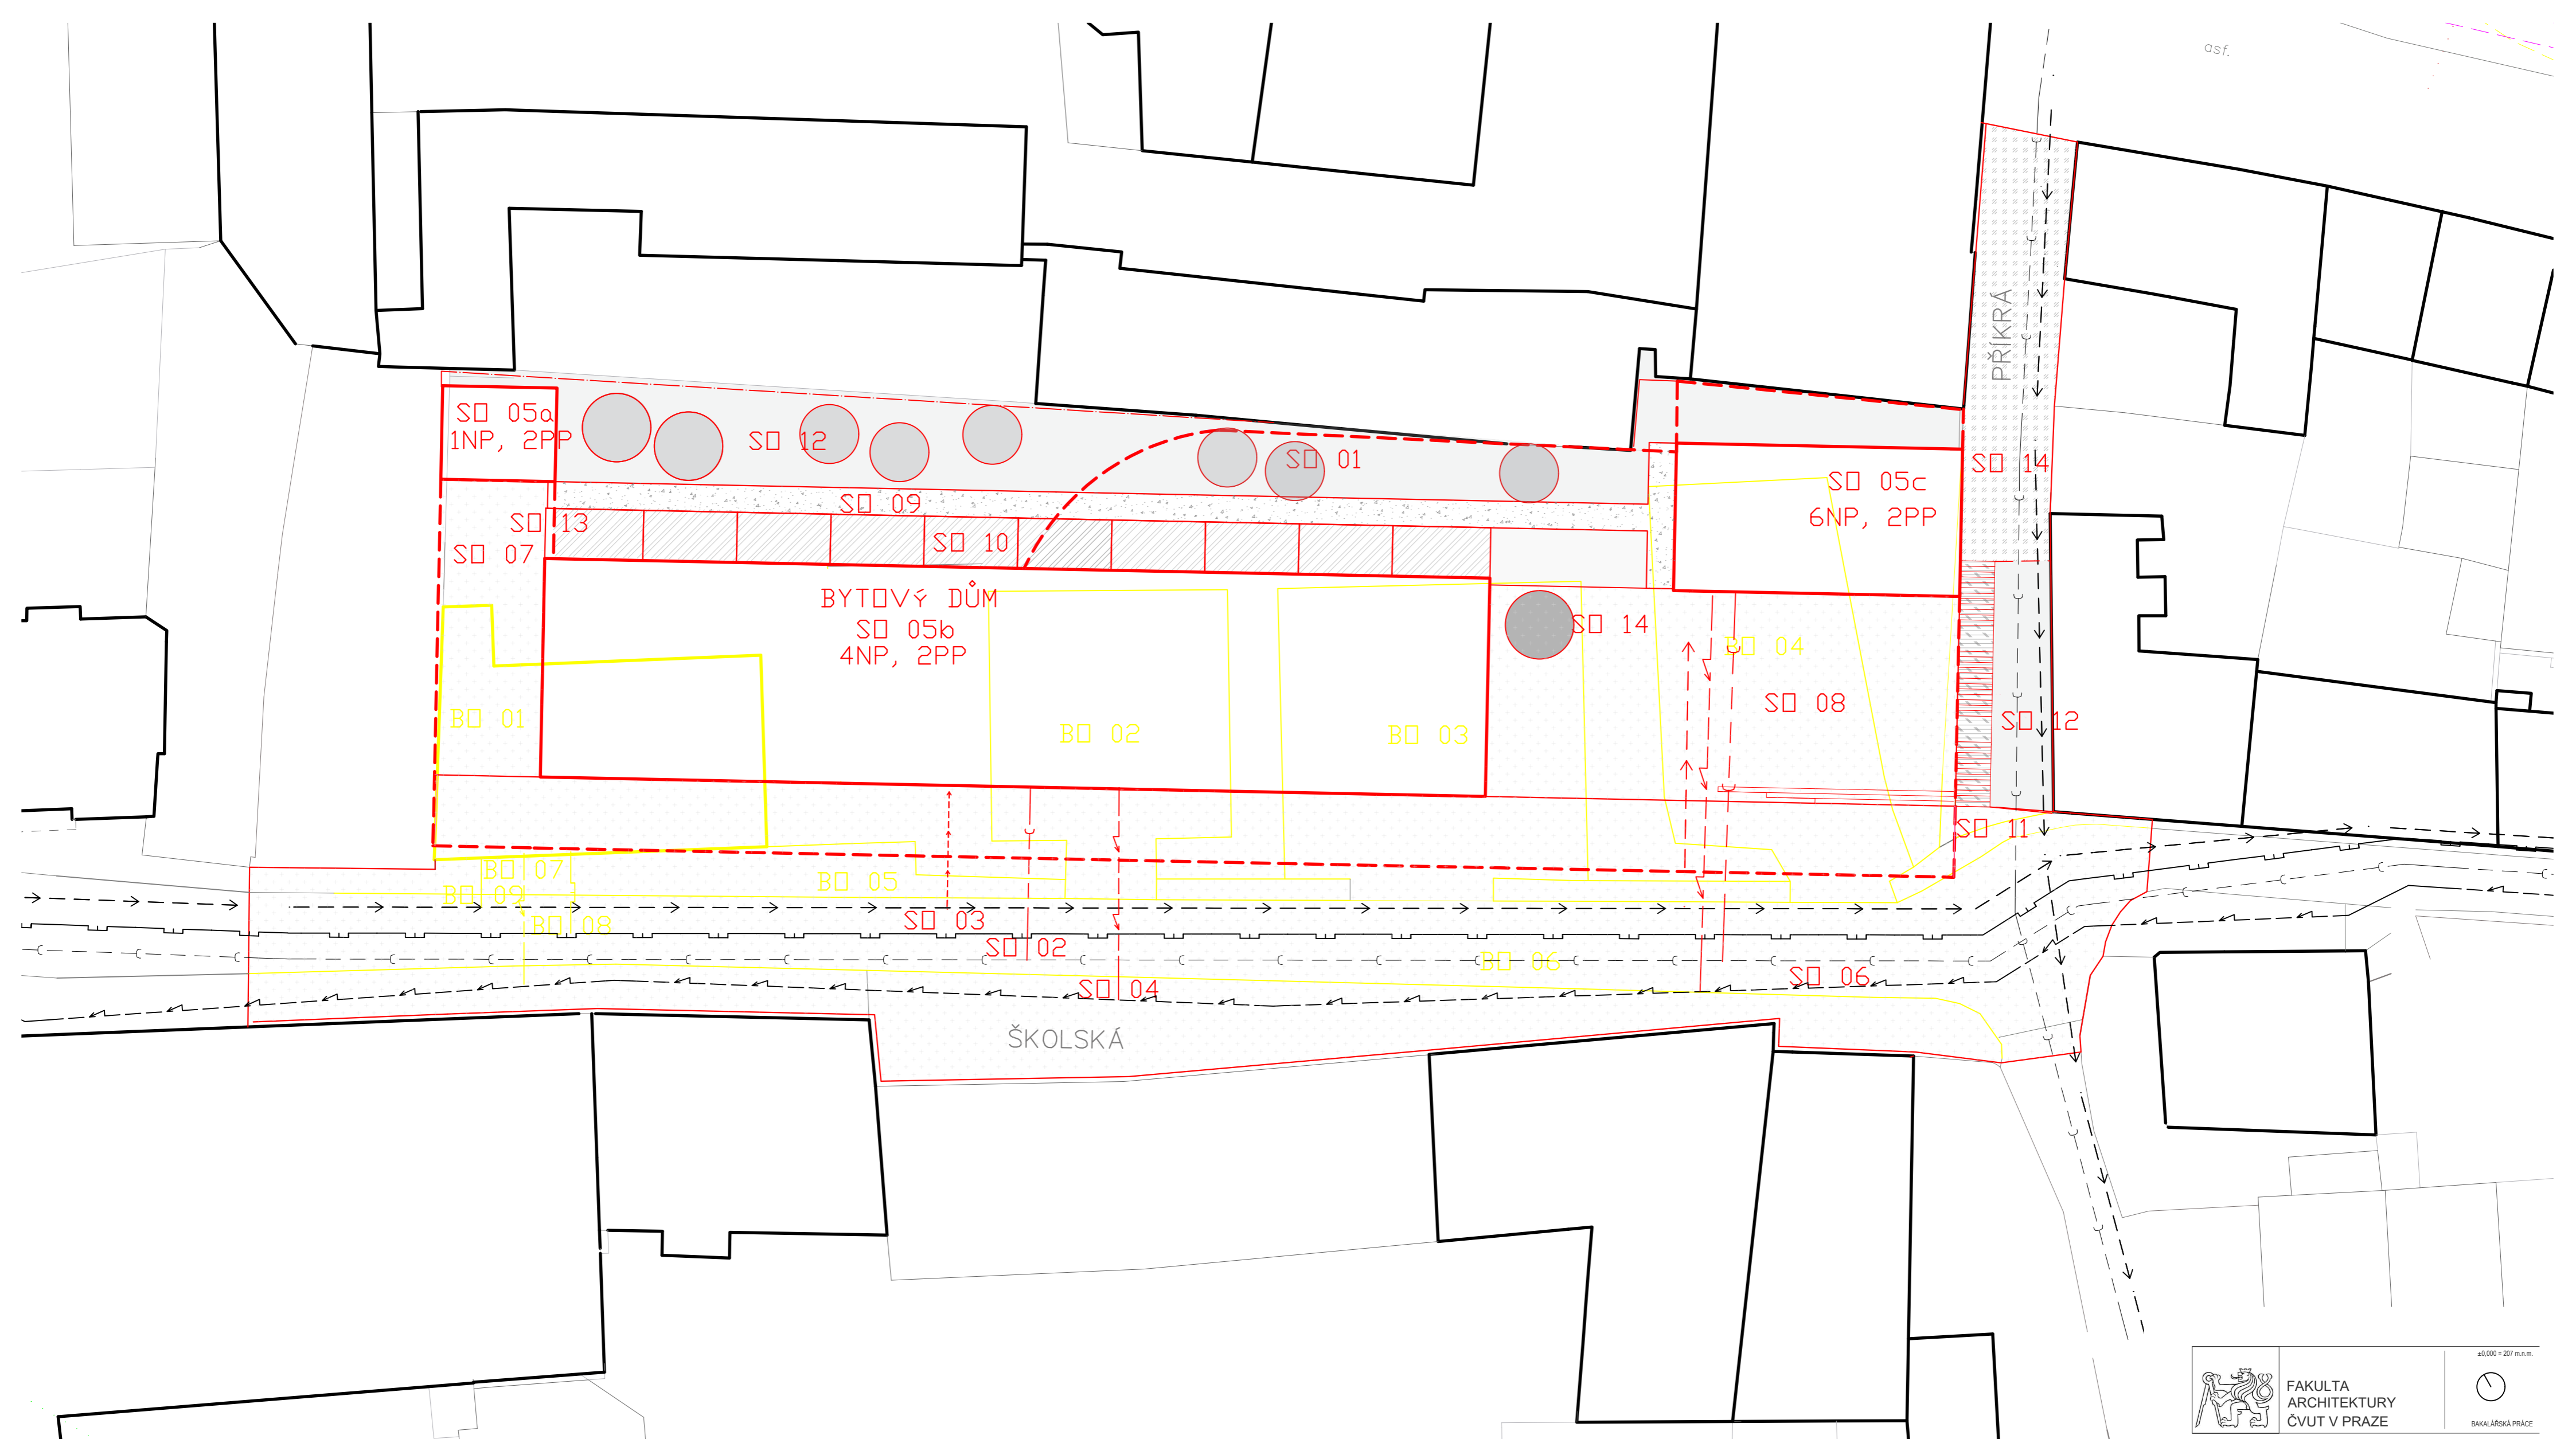 asf.
PŘÍKRÁ
SO 05a
1NP, 2PP
SO 12
SO 01
SO 14
SO 05c
6NP, 2PP
SO 09
SO 13
SO 07
SO 10
BYTOVÝ DŮM
SO 05b
4NP, 2PP
SO 14
BO 04
SO 08
BO 01
BO 02
BO 03
SO 12
SO 11
BO 07
BO 05
BO 09
BO 08
SO 03
SO 02
BO 06
SO 04
SO 06
ŠKOLSKÁ
±0,000 = 207 m.n.m.
FAKULTA
ARCHITEKTURY
ČVUT V PRAZE
BAKALÁŘSKÁ PRÁCE